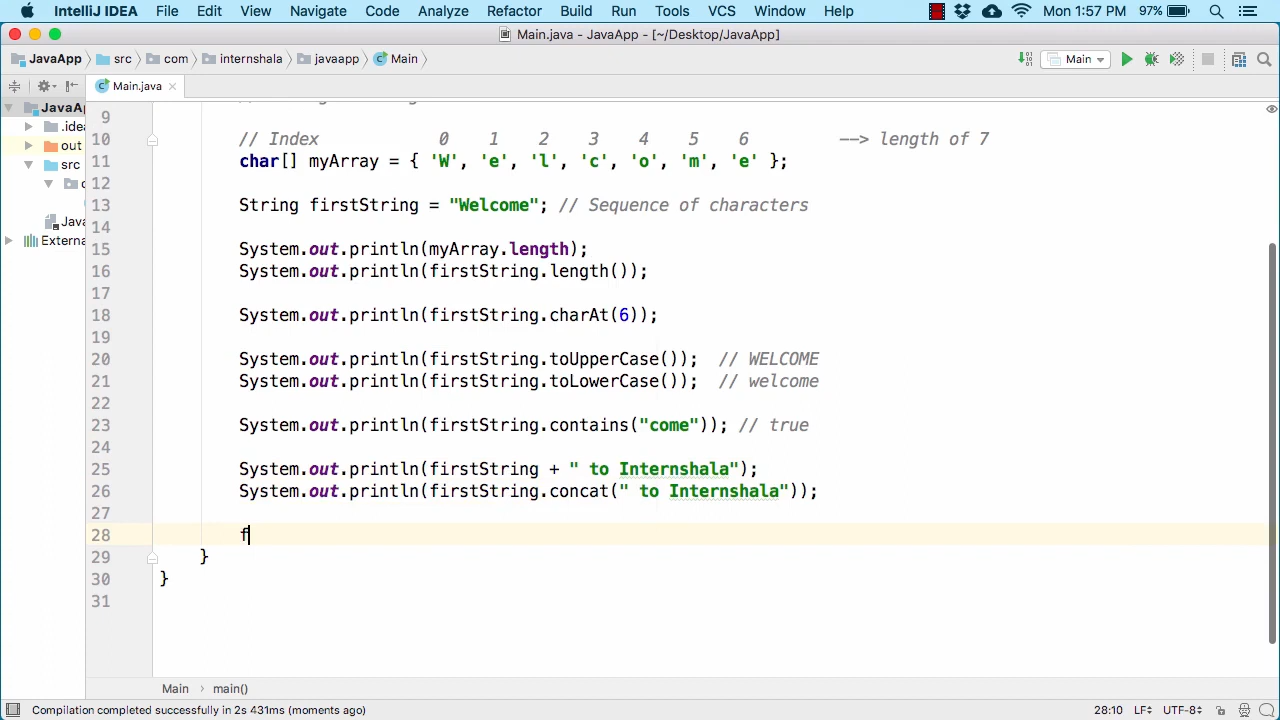 IntelliJ IDEA File Edit View Navigate Code Analyze Refactor Build Run Tools VCS Window Help Mon 1:57 PM 97%
Main.java - JavaApp - [~/Desktop/JavaApp]
JavaApp src com internshala javaapp Main Main
Main.java
JavaAp
.idea
out
src
Java
Externa
9
10 // Index 0 1 2 3 4 5 6 --> length of 7
11 char[] myArray = { 'W', 'e', 'l', 'c', 'o', 'm', 'e' };
12
13 String firstString = "Welcome"; // Sequence of characters
14
15 System.out.println(myArray.length);
16 System.out.println(firstString.length());
17
18 System.out.println(firstString.charAt(6));
19
20 System.out.println(firstString.toUpperCase()); // WELCOME
21 System.out.println(firstString.toLowerCase()); // welcome
22
23 System.out.println(firstString.contains("come")); // true
24
25 System.out.println(firstString + " to Internshala");
26 System.out.println(firstString.concat(" to Internshala"));
27
28 f
29 }
30 }
31
Main main()
Compilation completed successfully in 2s 431ms (moments ago) 28:10 LF UTF-8